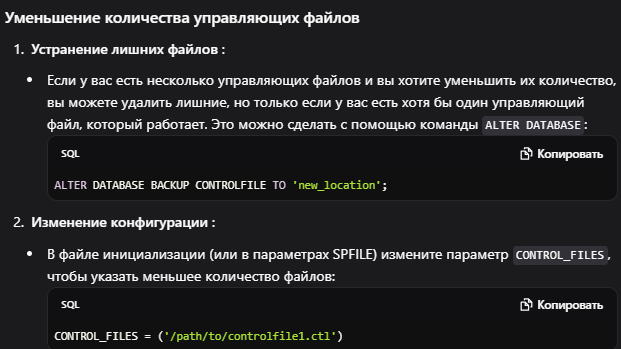 Уменьшение количества управляющих файлов
1. Устранение лишних файлов :
• Если у вас есть несколько управляющих файлов и вы хотите уменьшить их количество,
вы можете удалить лишние, но только если у вас есть хотя бы один управляющий
файл, который работает. Это можно сделать с помощью команды ALTER DATABASE:
SQL Копировать
ALTER DATABASE BACKUP CONTROLFILE TO 'new_location';
2. Изменение конфигурации :
• В файле инициализации (или в параметрах SPFILE) измените параметр CONTROL_FILES,
чтобы указать меньшее количество файлов:
SQL Копировать
CONTROL_FILES = ('/path/to/controlfile1.ctl')